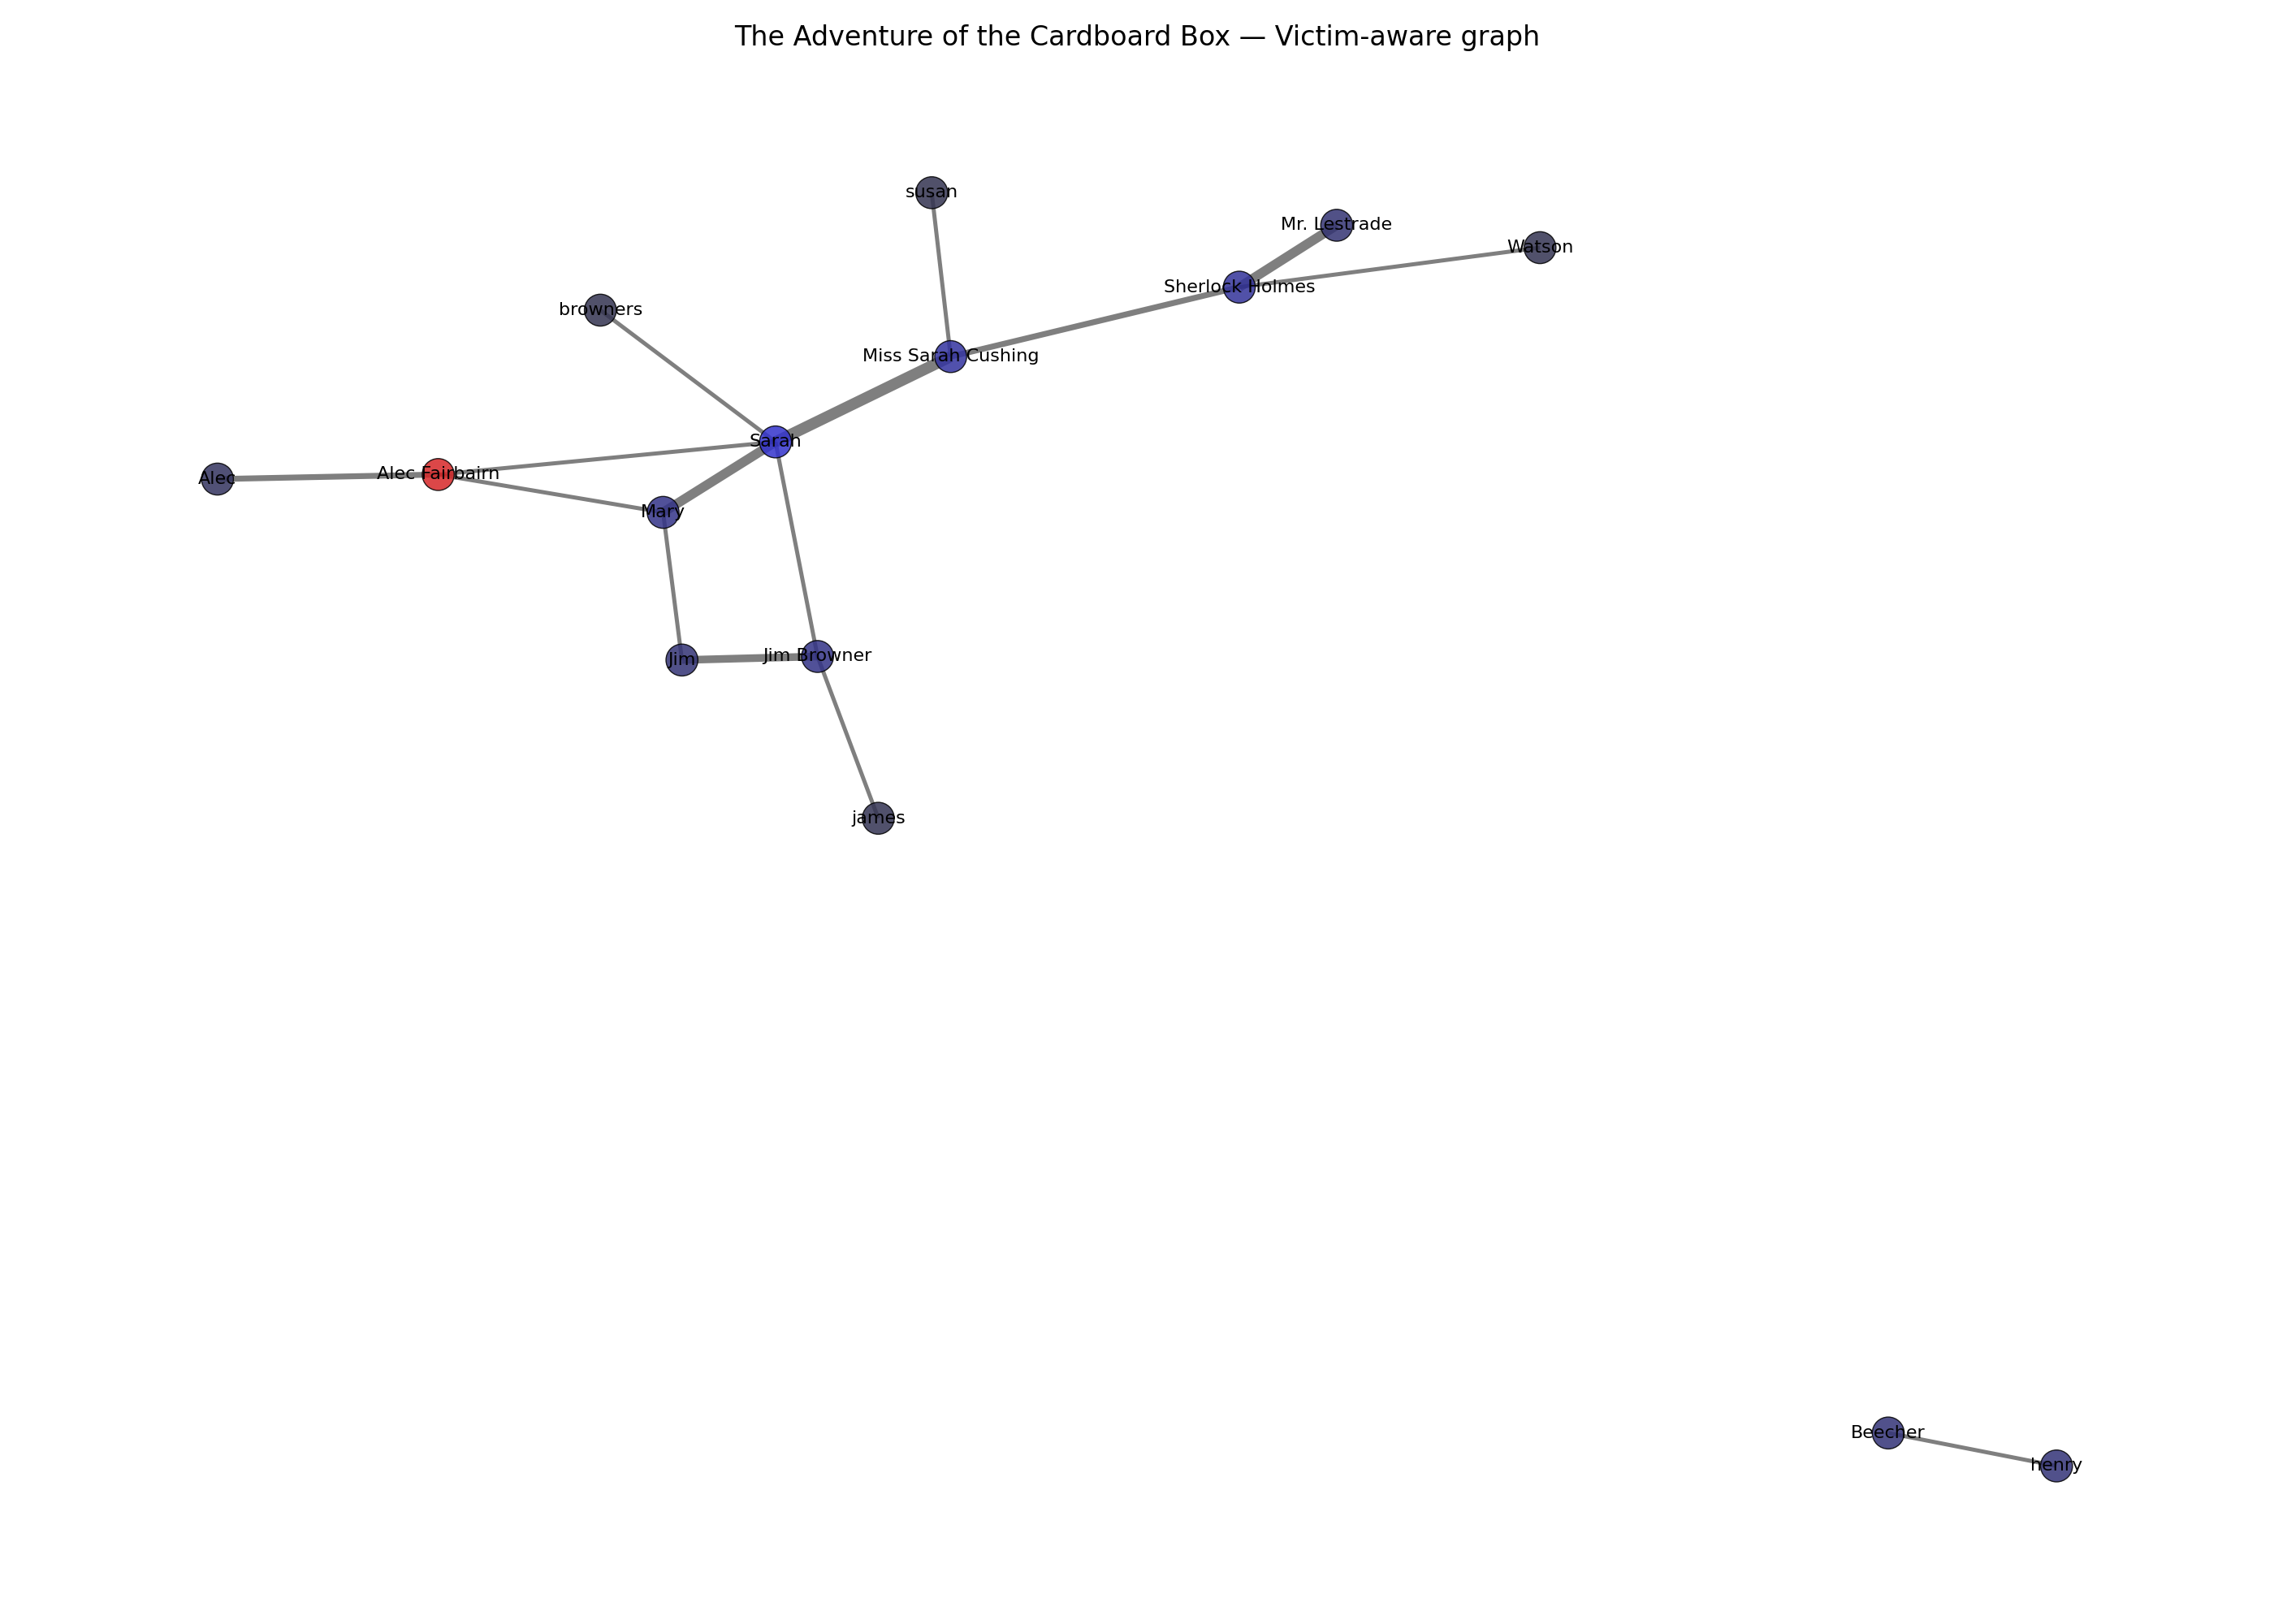 The Adventure of the Cardboard Box — Victim-aware graph
susan
Mr. Lestrade
Watson
Sherlock Holmes
browners
Miss Sarah Cushing
Sarah
Alec Fairbairn
Alec
Mary
Jim Browner
Jim
james
Beecher
henry